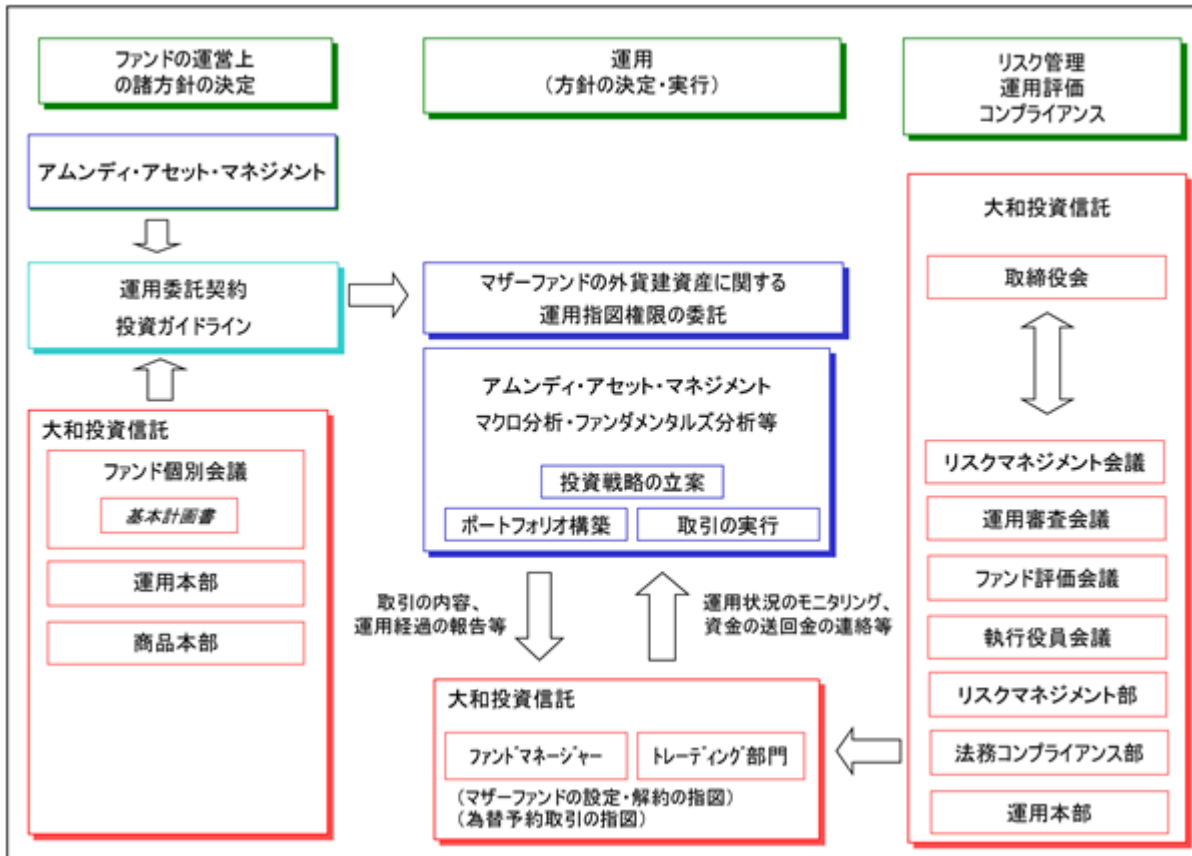 ファンドの運営上
の諸方針の決定
運用
(方針の決定・実行)
リスク管理
運用評価
コンプライアンス
アムンディ・アセット・マネジメント
運用委託契約
投資ガイドライン
大和投資信託
ファンド個別会議
基本計画書
運用本部
商品本部
マザーファンドの外貨建資産に関する
運用指図権限の委託
アムンディ・アセット・マネジメント
マクロ分析・ファンダメンタルズ分析等
投資戦略の立案
ポートフォリオ構築
取引の実行
取引の内容、
運用経過の報告等
運用状況のモニタリング、
資金の送回金の連絡等
大和投資信託
ファンドマネージャー
トレーディング部門
(マザーファンドの設定・解約の指図)
(為替予約取引の指図)
大和投資信託
取締役会
リスクマネジメント会議
運用審査会議
ファンド評価会議
執行役員会議
リスクマネジメント部
法務コンプライアンス部
運用本部